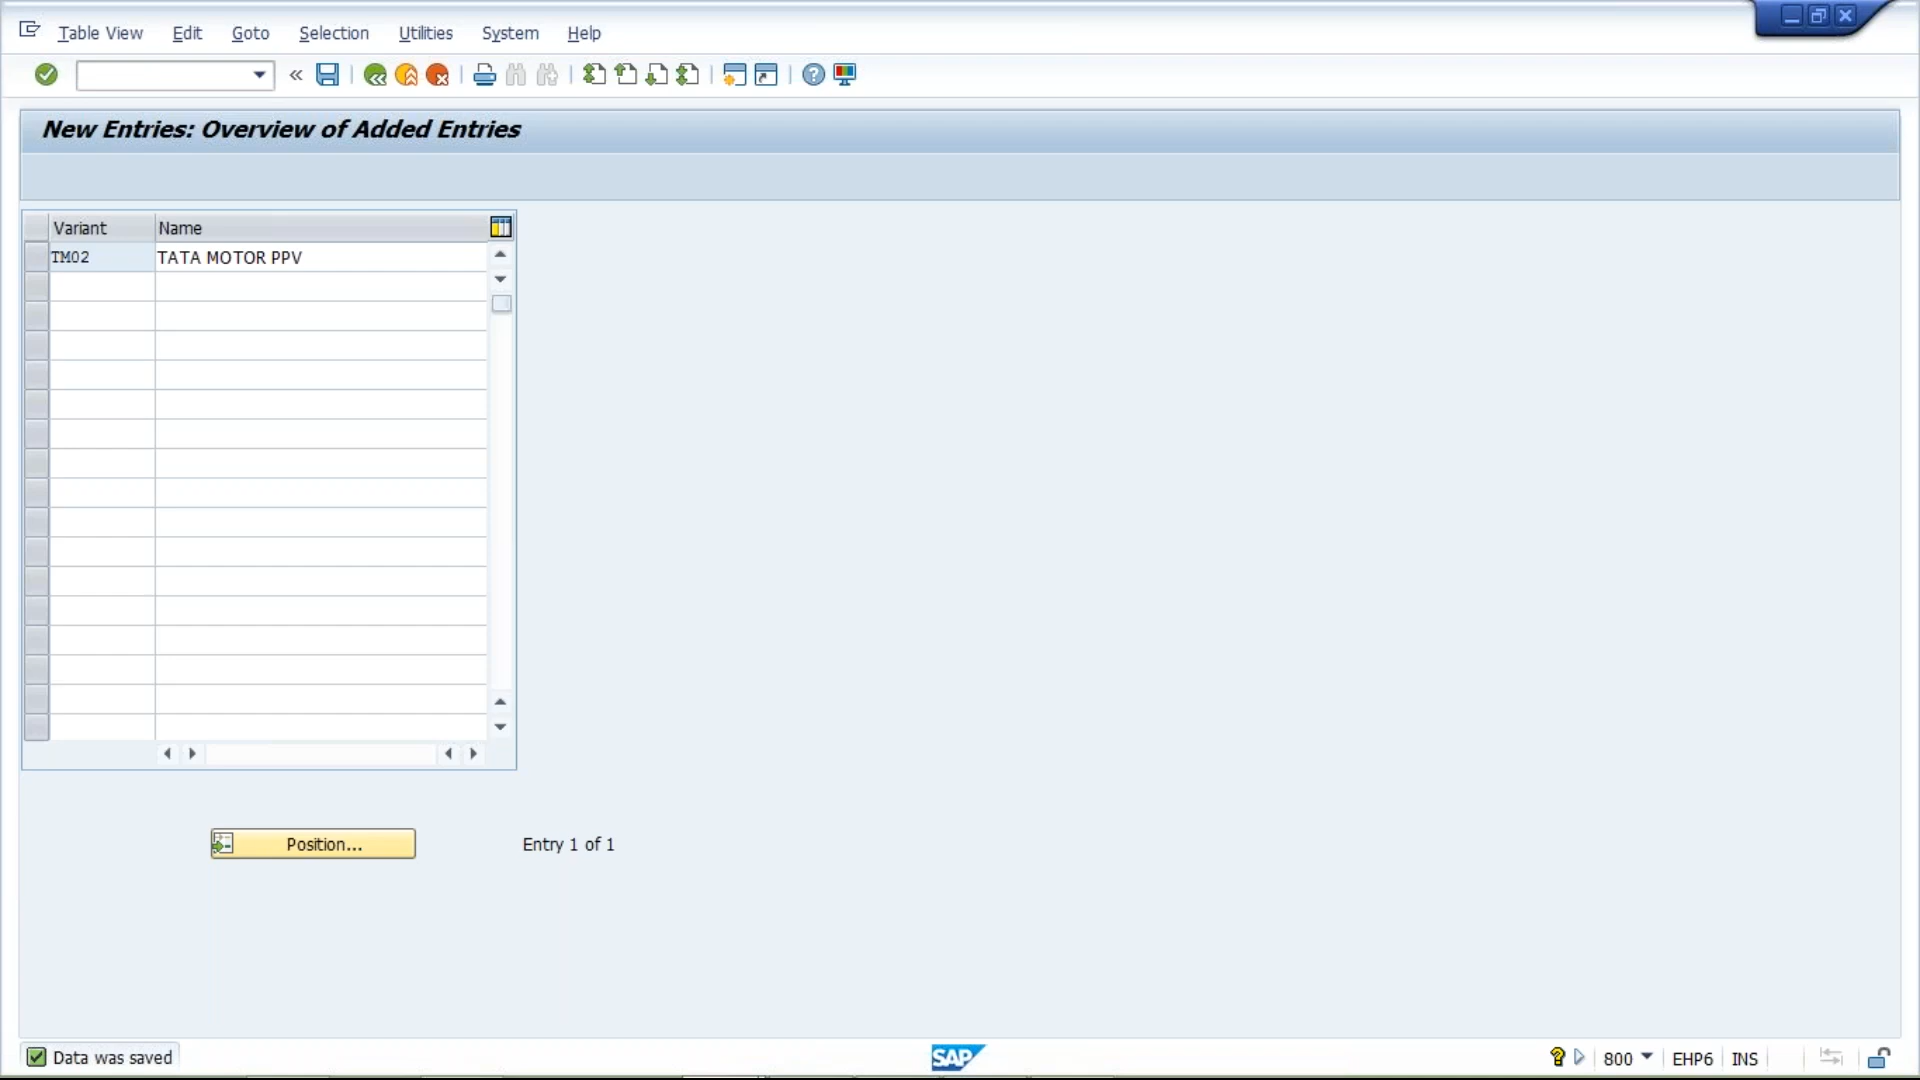 Table View Edit Goto Selection Utilities System Help
New Entries: Overview of Added Entries
Variant Name
TM02 TATA MOTOR PPV
Position... Entry 1 of 1
Data was saved SAP 800 EHP6 INS